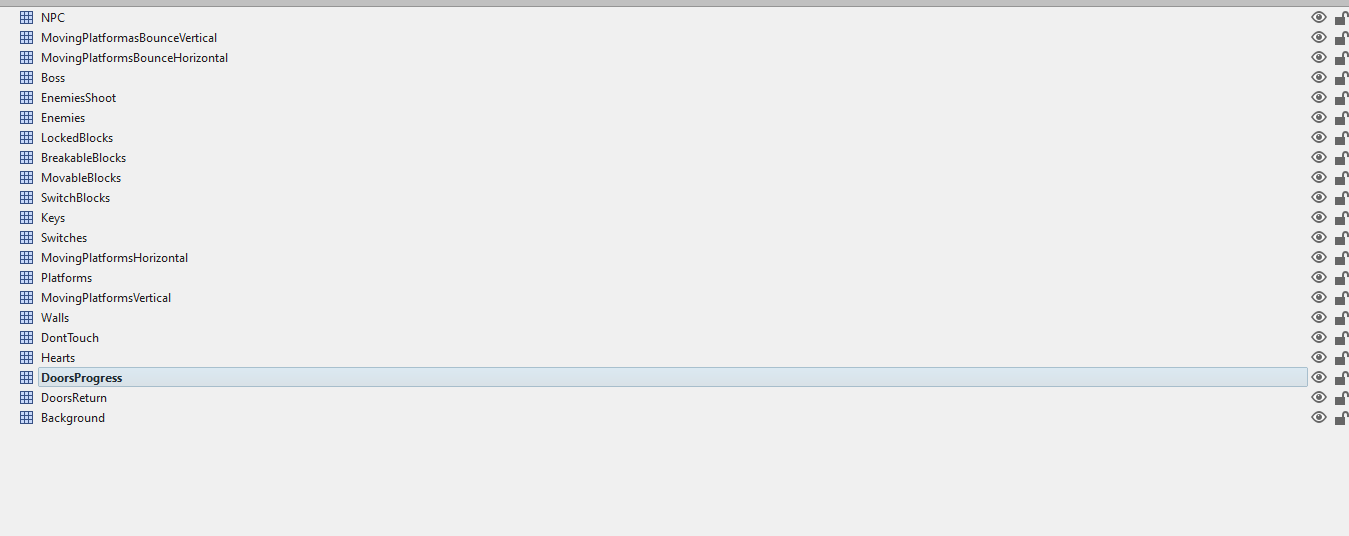 NPC
MovingPlatformasBounceVertical
MovingPlatformsBounceHorizontal
Boss
EnemiesShoot
Enemies
LockedBlocks
BreakableBlocks
MovableBlocks
SwitchBlocks
Keys
Switches
MovingPlatformsHorizontal
Platforms
MovingPlatformsVertical
Walls
DontTouch
Hearts
DoorsProgress
DoorsReturn
Background